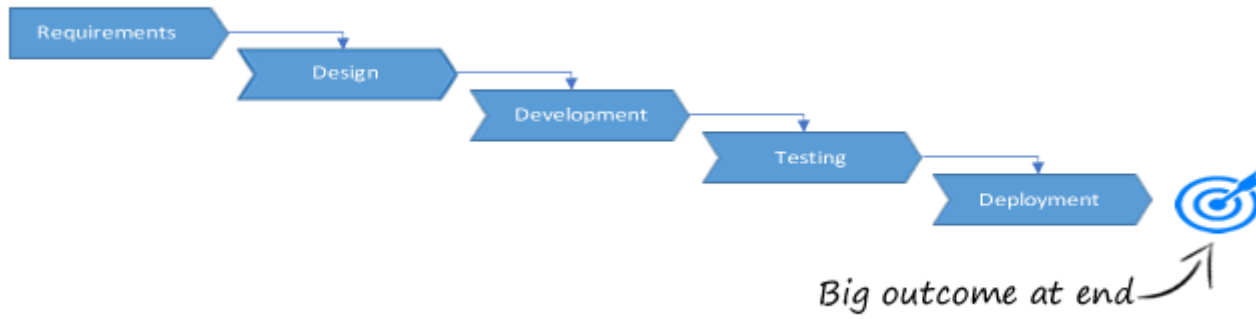 Requirements
Design
Development
Testing
Deployment
Big outcome at end